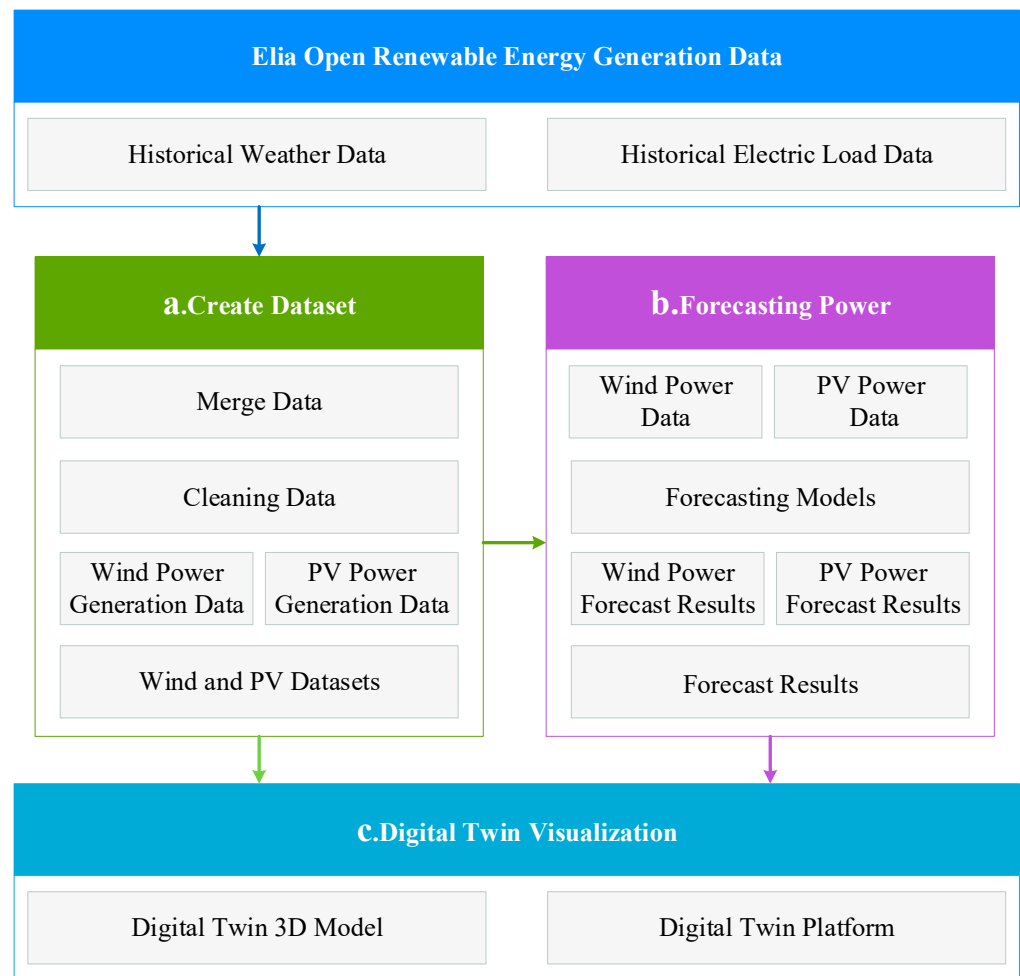 Elia Open Renewable Energy Generation Data
Historical Weather Data
Historical Electric Load Data
a.Create Dataset
Merge Data
Cleaning Data
Wind Power
Generation Data
PV Power
Generation Data
Wind and PV Datasets
b.Forecasting Power
Wind Power
Data
PV Power
Data
Forecasting Models
Wind Power
Forecast Results
PV Power
Forecast Results
Forecast Results
c.Digital Twin Visualization
Digital Twin 3D Model
Digital Twin Platform